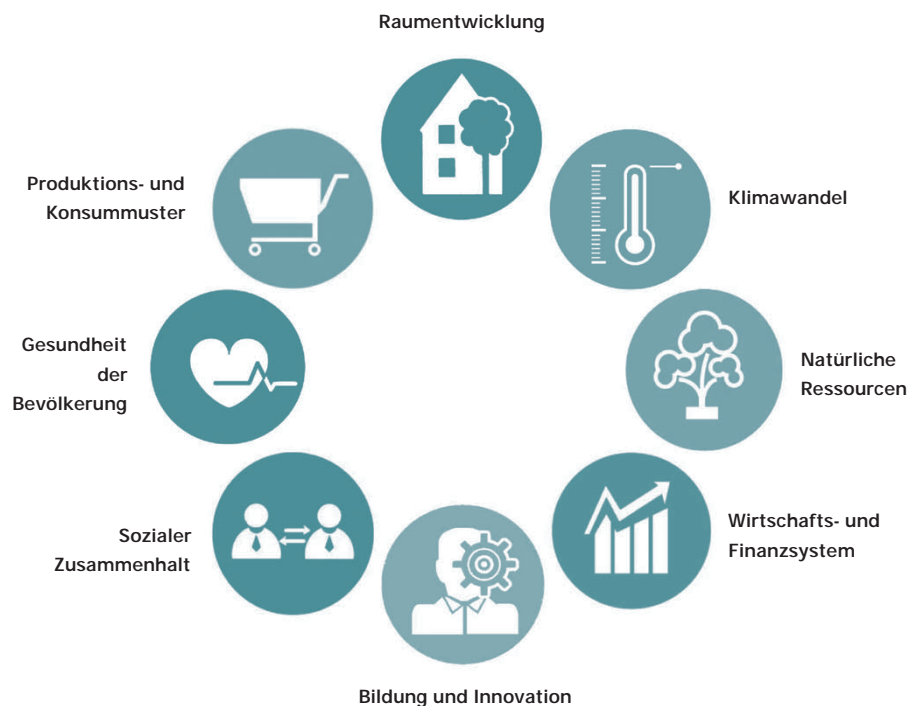 Raumentwicklung
Klimawandel
Natürliche
Ressourcen
Wirtschafts- und
Finanzsystem
Bildung und Innovation
Sozialer
Zusammenhalt
Gesundheit
der
Bevölkerung
Produktions- und
Konsummuster